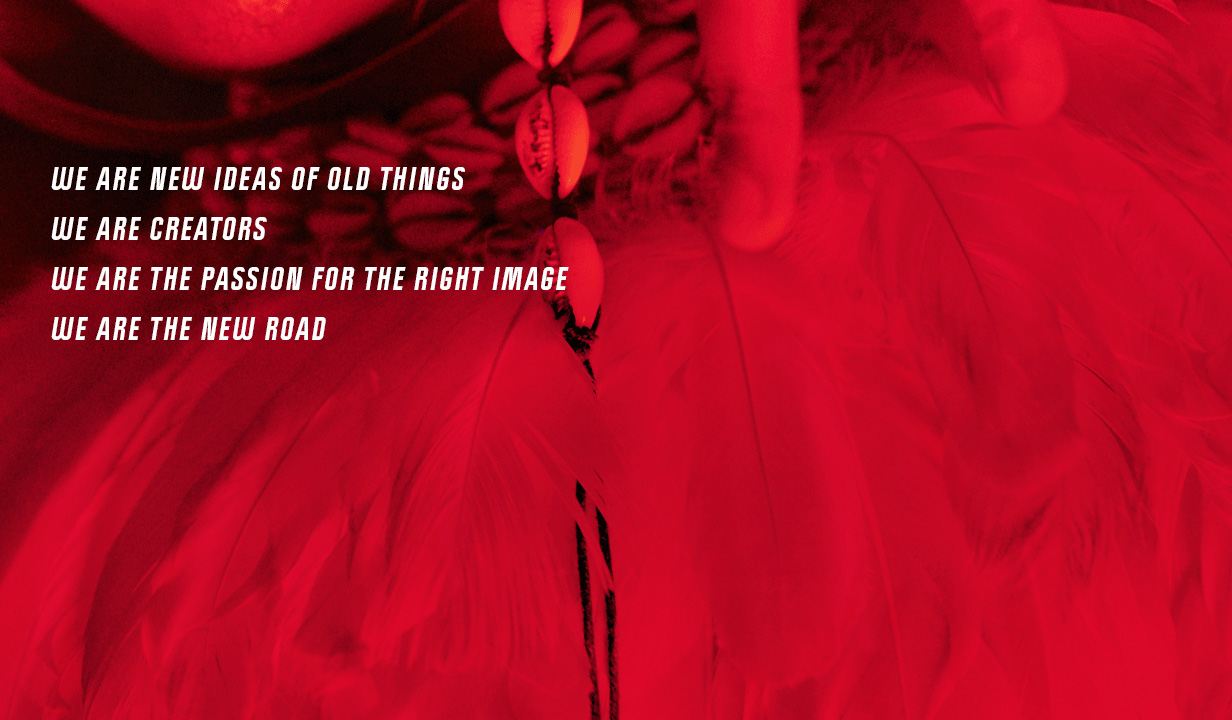 WE ARE NEW IDEAS OF OLD THINGS
WE ARE CREATORS
WE ARE THE PASSION FOR THE RIGHT IMAGE
WE ARE THE NEW ROAD